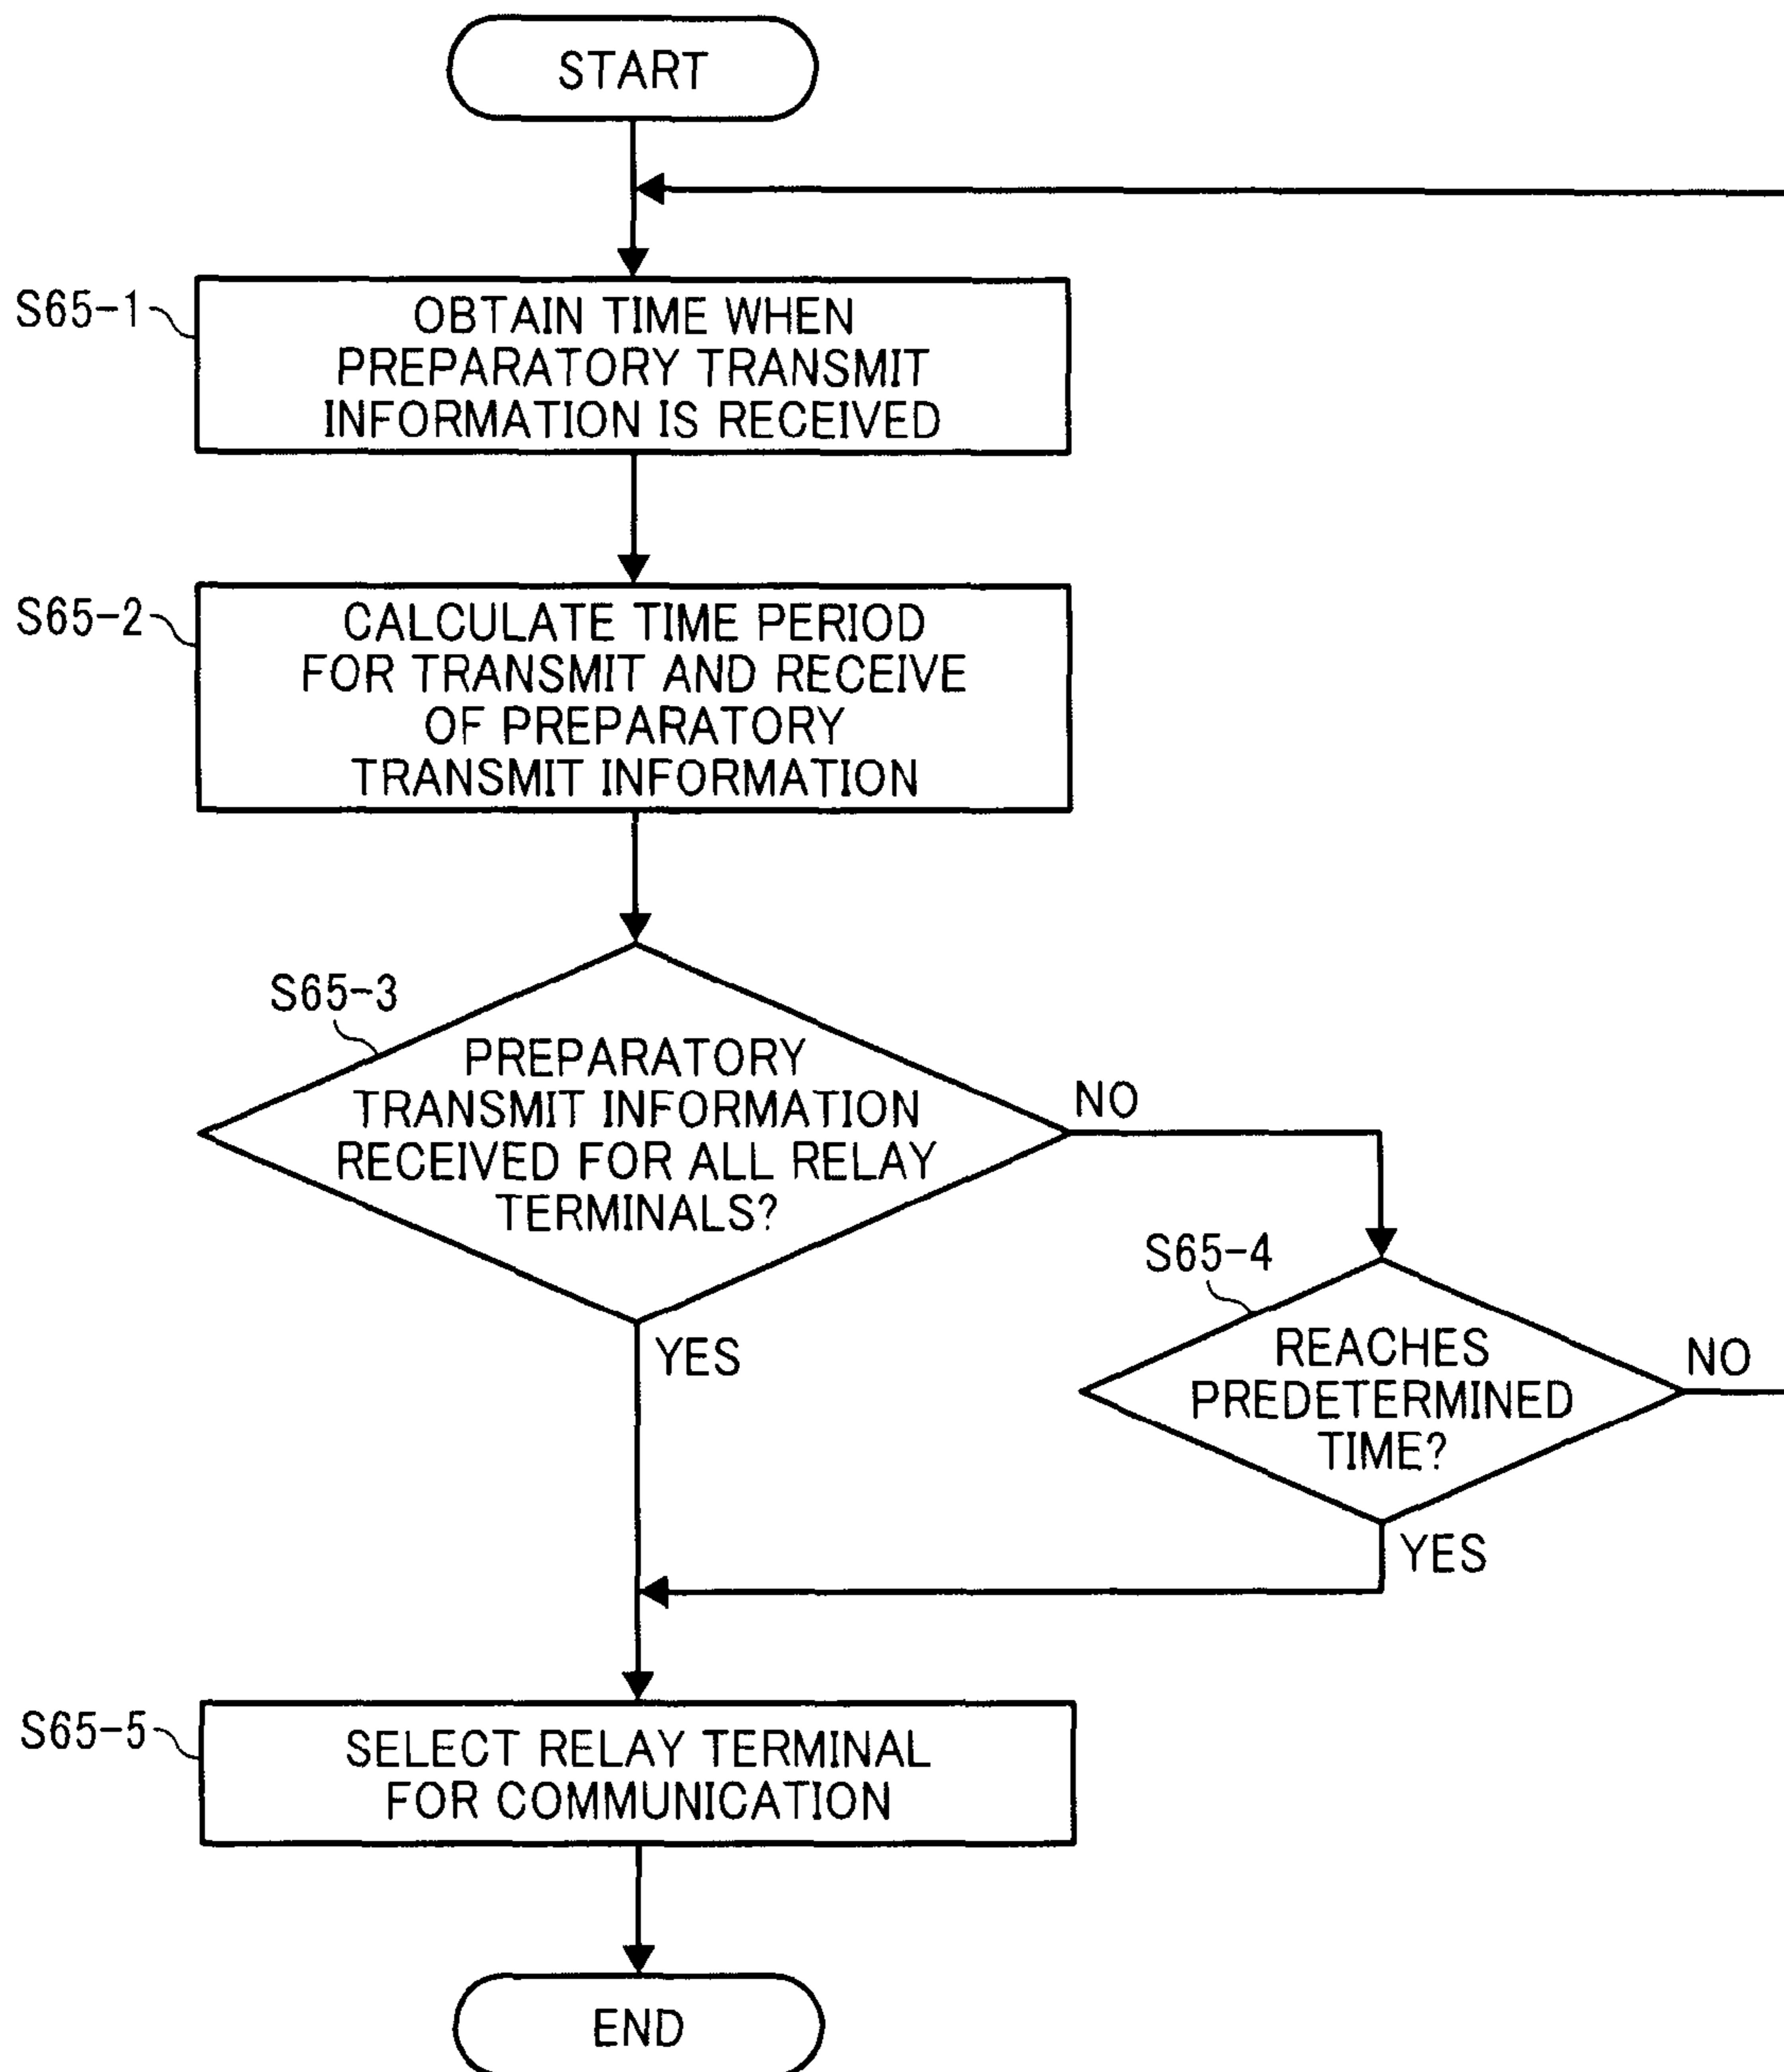 START
S65-1
OBTAIN TIME WHEN
PREPARATORY TRANSMIT
INFORMATION IS RECEIVED
S65-2
CALCULATE TIME PERIOD
FOR TRANSMIT AND RECEIVE
OF PREPARATORY
TRANSMIT INFORMATION
S65-3
PREPARATORY
TRANSMIT INFORMATION
RECEIVED FOR ALL RELAY
TERMINALS?
NO
YES
S65-4
REACHES
PREDETERMINED
TIME?
NO
YES
S65-5
SELECT RELAY TERMINAL
FOR COMMUNICATION
END